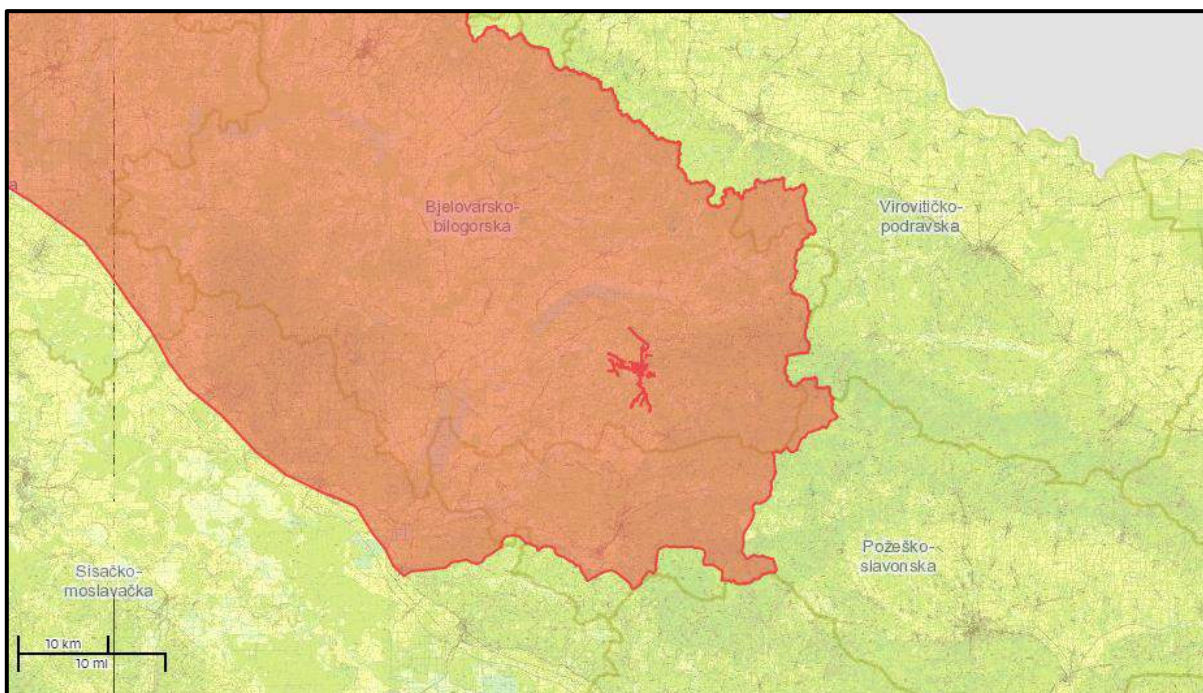 a
Bjelovarsko-
bilogorska
Virovitičko-
podravska
Požeško-
slavonska
Sisačko-
moslavačka
10 km
10 mi